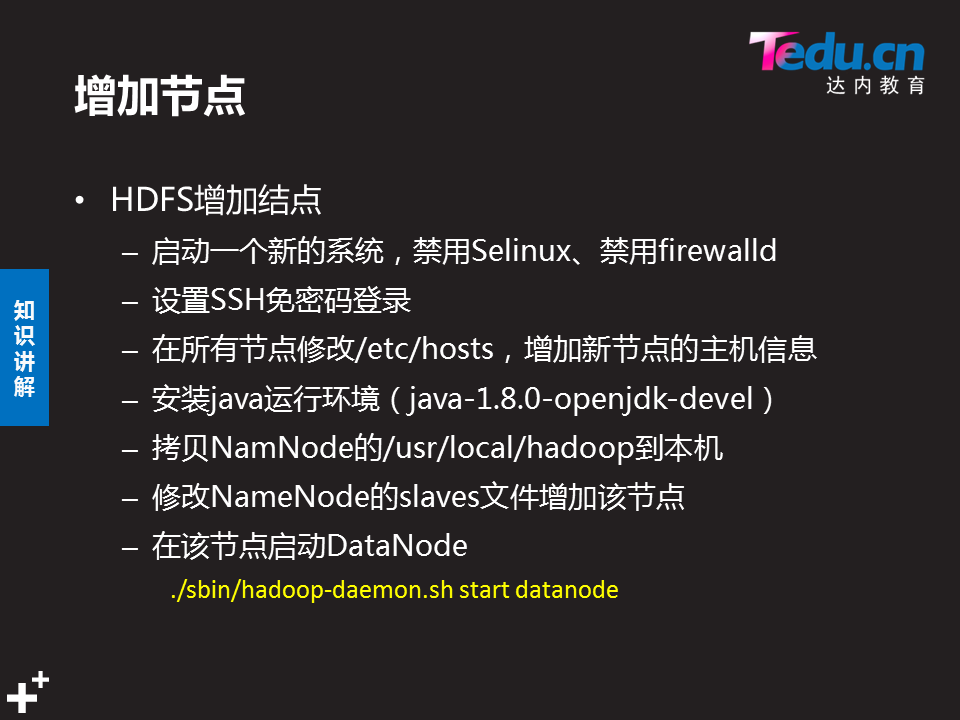 Tedu.cn
达内教育
增加节点
• HDFS增加结点
– 启动一个新的系统，禁用Selinux、禁用firewalld
– 设置SSH免密码登录
– 在所有节点修改/etc/hosts，增加新节点的主机信息
– 安装java运行环境（java-1.8.0-openjdk-devel）
– 拷贝NamNode的/usr/local/hadoop到本机
– 修改NameNode的slaves文件增加该节点
– 在该节点启动DataNode
./sbin/hadoop-daemon.sh start datanode
知识讲解